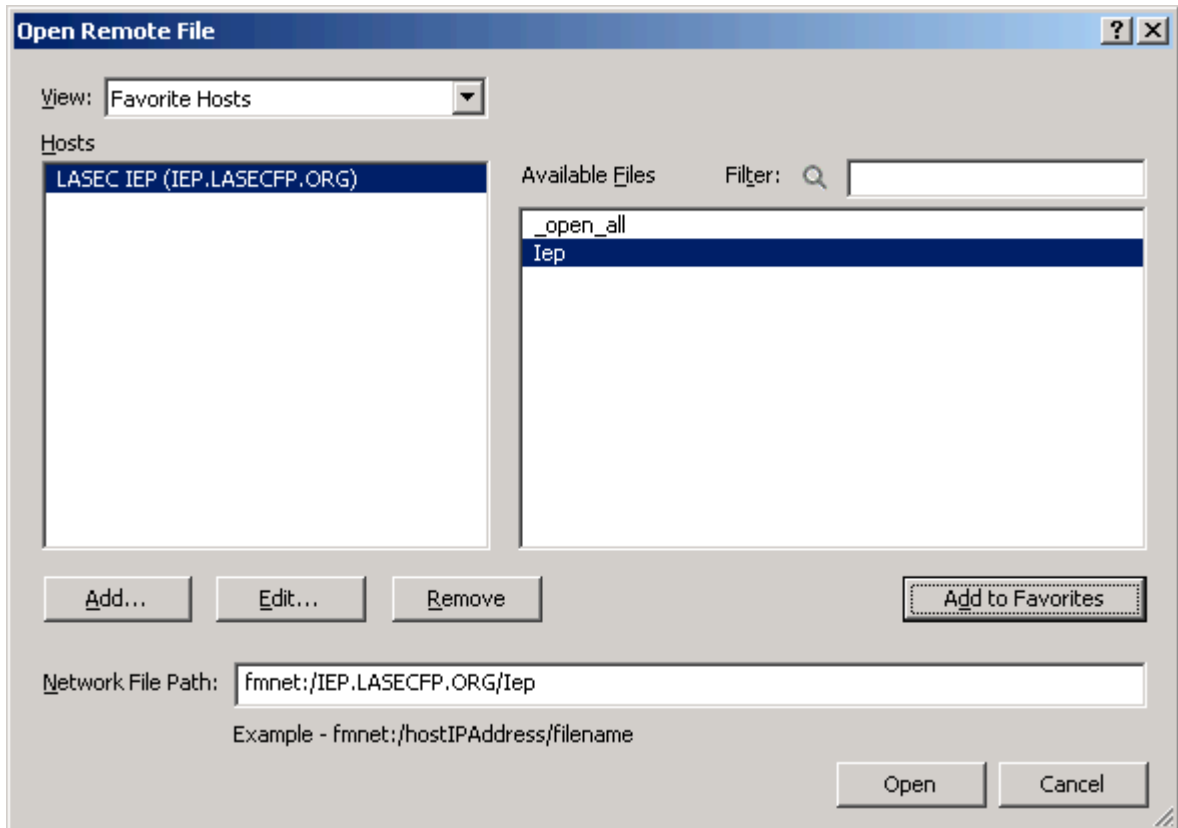 Open Remote File
View: Favorite Hosts
Hosts
LASEC IEP (IEP.LASECFP.ORG)
Available Files Filter:
_open_all
Iep
Add... Edit... Remove Add to Favorites
Network File Path: fmnet:/IEP.LASECFP.ORG/Iep
Example - fmnet:/hostIPAddress/filename
Open Cancel